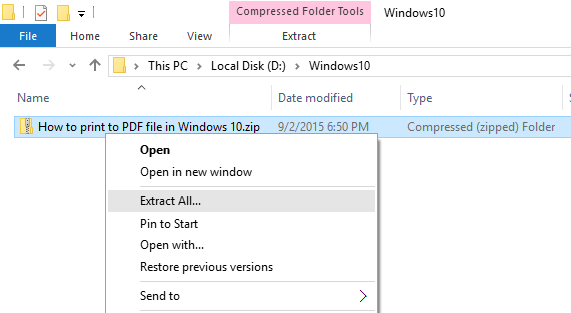 Compressed Folder Tools Windows10
File Home Share View Extract
This PC Local Disk (D:) Windows10
Name Date modified Type
How to print to PDF file in Windows 10.zip 9/2/2015 6:50 PM Compressed (zipped) Folder
Open
Open in new window
Extract All...
Pin to Start
Open with...
Restore previous versions
Send to